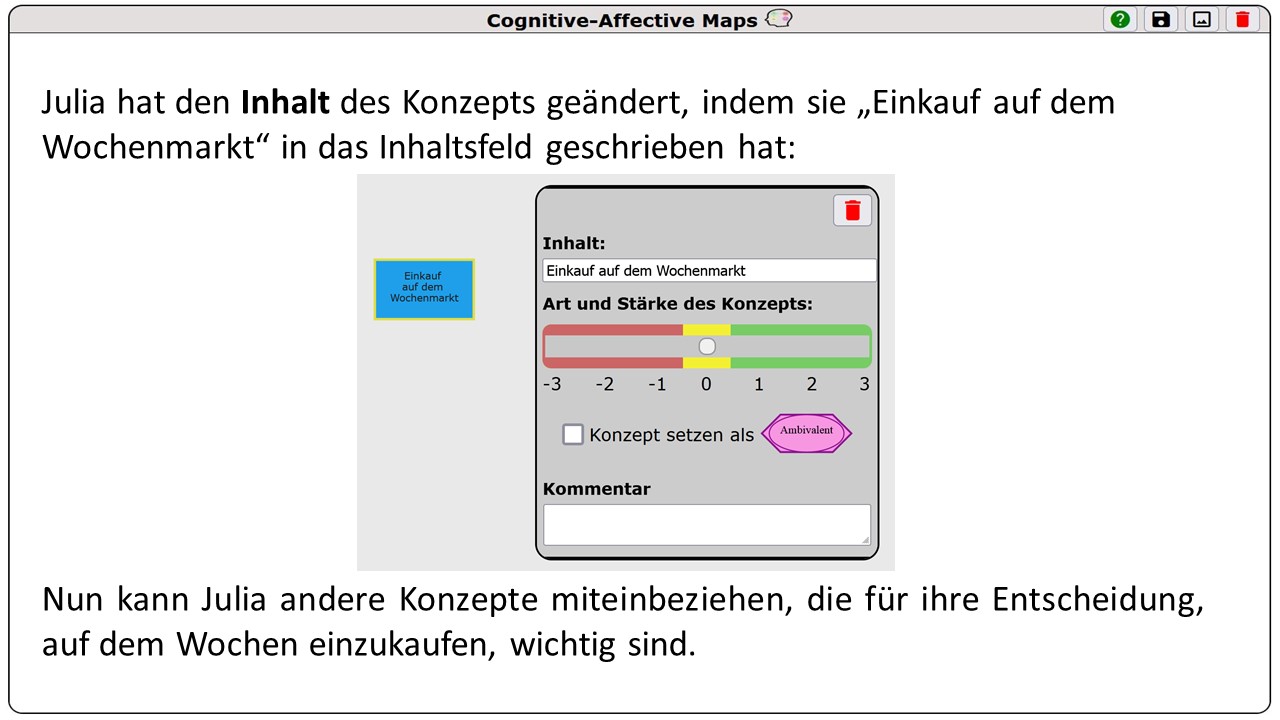 Cognitive-Affective Maps
Julia hat den Inhalt des Konzepts geändert, indem sie „Einkauf auf dem
Wochenmarkt“ in das Inhaltsfeld geschrieben hat:
Einkauf
auf dem
Wochenmarkt
Inhalt:
Einkauf auf dem Wochenmarkt
Art und Stärke des Konzepts:
-3 -2 -1 0 1 2 3
Konzept setzen als Ambivalent
Kommentar
Nun kann Julia andere Konzepte miteinbeziehen, die für ihre Entscheidung,
auf dem Wochen einzukaufen, wichtig sind.